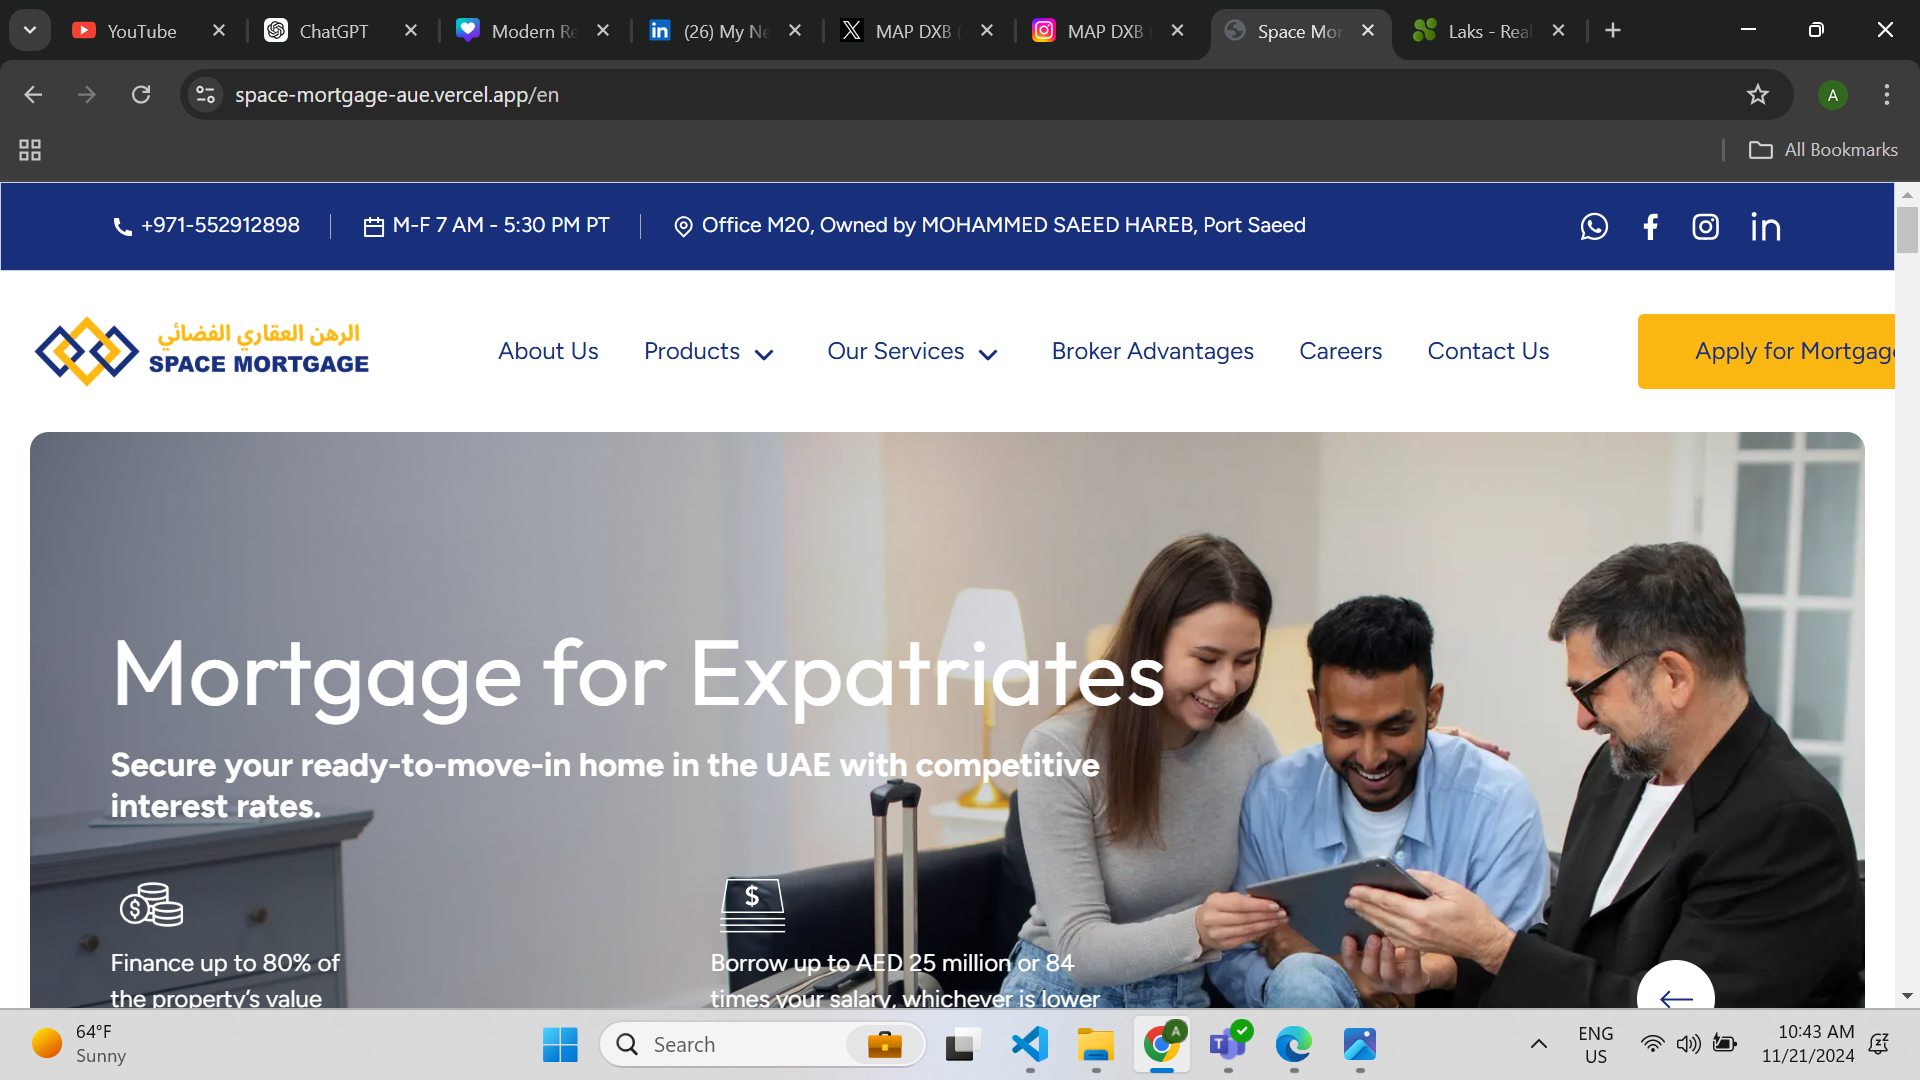 YouTube
ChatGPT
Modern Re
(26) My Ne
MAP DXB (
MAP DXB (
Space Mor
Laks - Real
space-mortgage-aue.vercel.app/en
A
All Bookmarks
+971-552912898
M-F 7 AM - 5:30 PM PT
Office M20, Owned by MOHAMMED SAEED HAREB, Port Saeed
الرهن العقاري الفضائي
SPACE MORTGAGE
About Us
Products
Our Services
Broker Advantages
Careers
Contact Us
Apply for Mortgage
Mortgage for Expatriates
Secure your ready-to-move-in home in the UAE with competitive
interest rates.
Finance up to 80% of
the property's value
Borrow up to AED 25 million or 84
times your salary, whichever is lower
64°F
Sunny
Search
ENG
US
10:43 AM
11/21/2024